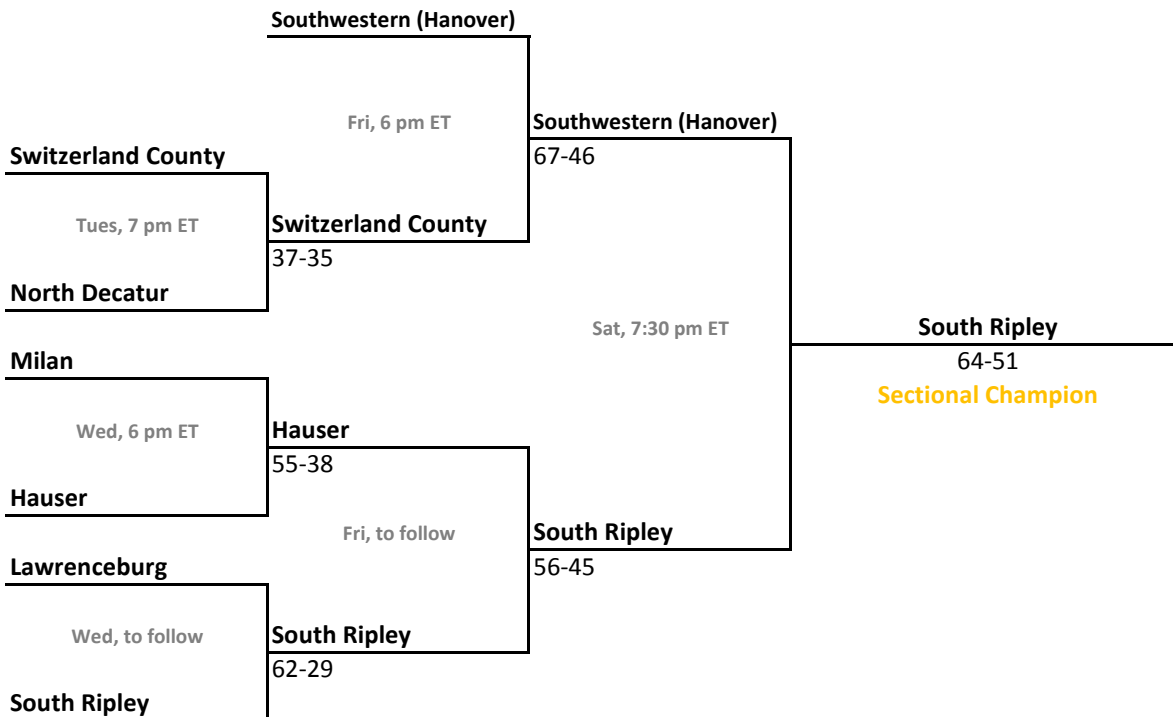 Southwestern (Hanover)
Fri, 6 pm ET
Southwestern (Hanover)
67-46
Switzerland County
Tues, 7 pm ET
Switzerland County
37-35
North Decatur
Sat, 7:30 pm ET
South Ripley
64-51
Sectional Champion
Milan
Wed, 6 pm ET
Hauser
55-38
Hauser
Fri, to follow
South Ripley
56-45
Lawrenceburg
Wed, to follow
South Ripley
62-29
South Ripley